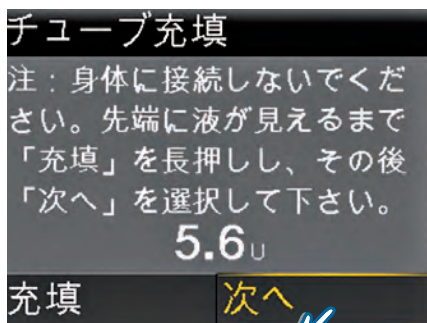 チューブ充填
注：身体に接続しないでくだ
さい。先端に液が見えるまで
「充填」を長押しし、その後
「次へ」を選択して下さい。
5.6U
充填 次へ